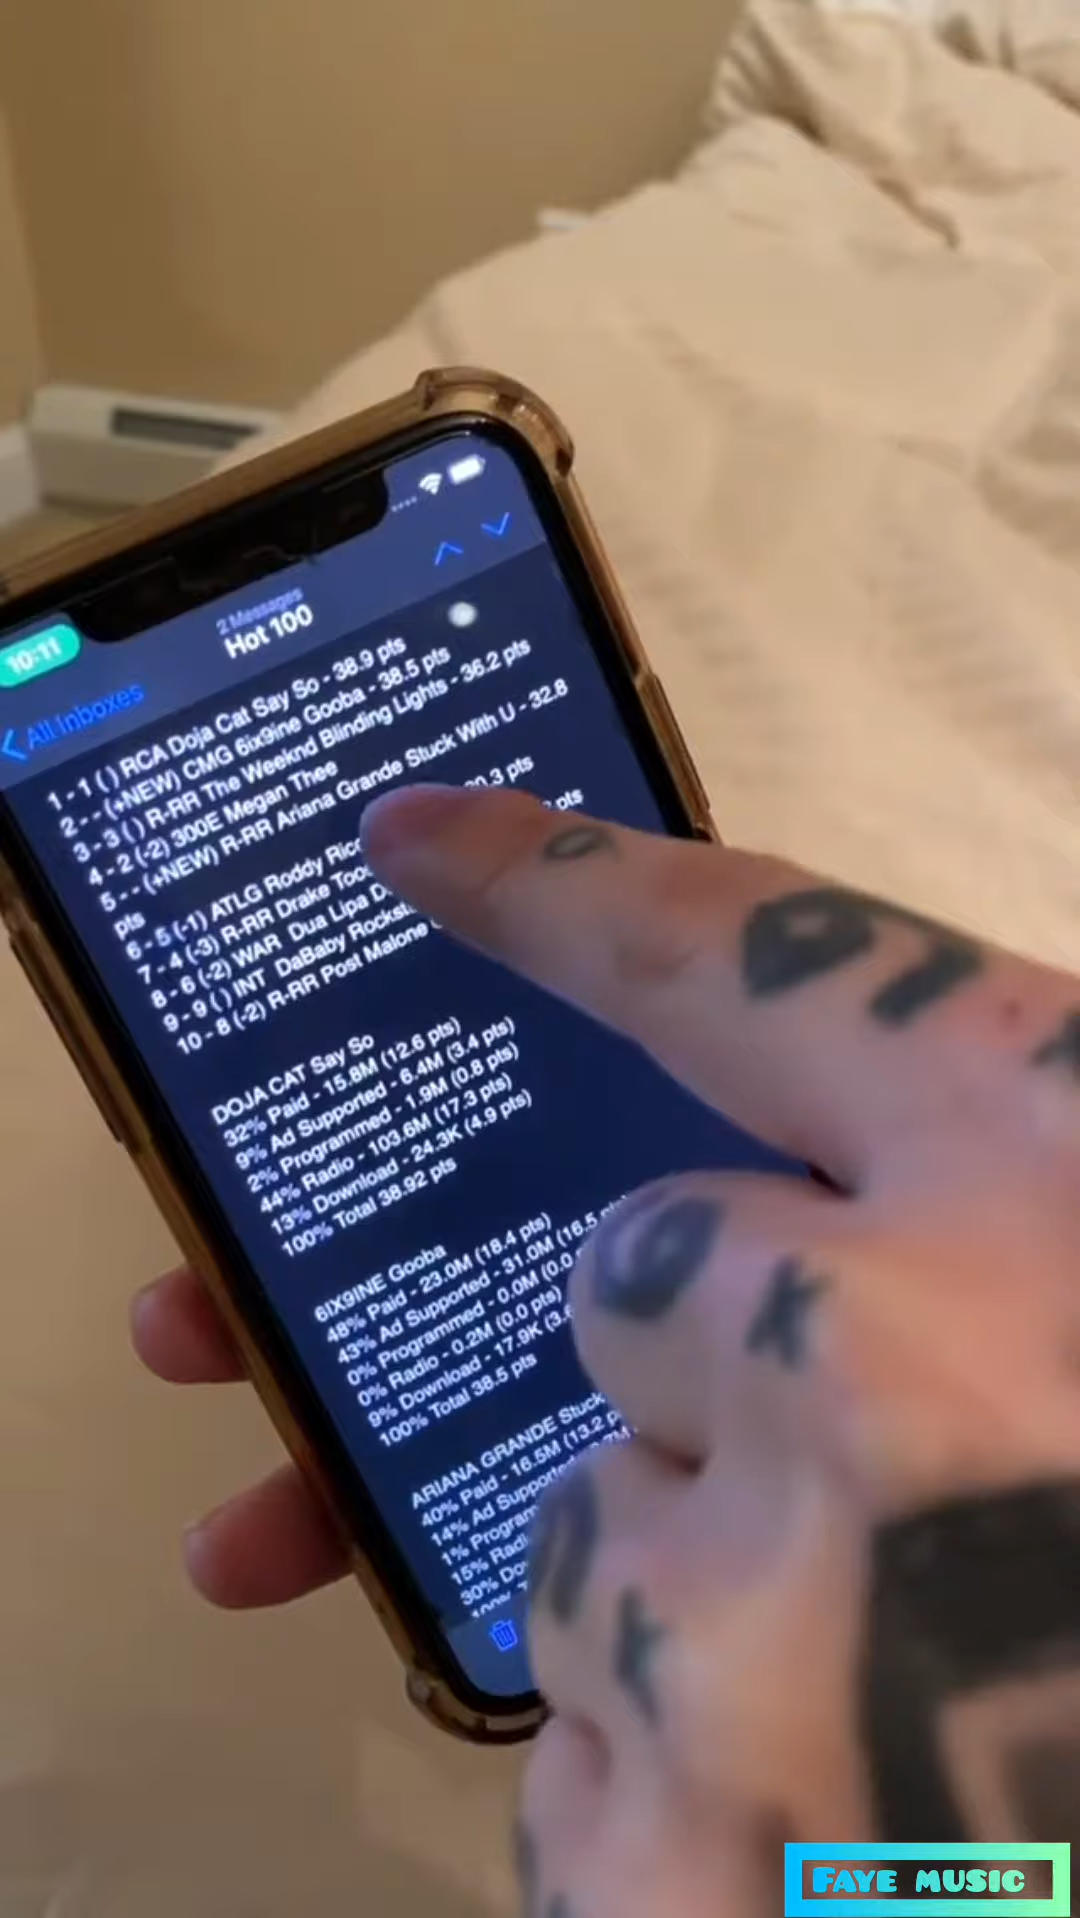 10:11
2 Messages
Hot 100
All Inboxes
1 - 1 ( ) RCA Doja Cat Say So - 38.9 pts
2 - - (+NEW) CMG 6ix9ine Gooba - 38.5 pts
3 - 3 ( ) R-RR The Weeknd Blinding Lights - 36.2 pts
4 - 2 (-2) 300E Megan Thee
5 - - (+NEW) R-RR Ariana Grande Stuck With U - 32.8
pts
6 - 5 (-1) ATLG Roddy pts
7 - 4 (-3) R-RR Drake pts
8 - 6 (-2) WAR Dua Lipa
9 - 9 ( ) INT DaBaby
10 - 8 (-2) R-RR Post Malone
DOJA CAT Say So
32% Paid - 15.8M (12.6 pts)
9% Ad Supported - 6.4M (3.4 pts)
2% Programmed - 1.9M (0.8 pts)
44% Radio - 103.6M (17.3 pts)
13% Download - 24.3K (4.9 pts)
100% Total 38.92 pts
6IX9INE Gooba
48% Paid - 23.0M (18.4 pts)
43% Ad Supported - 31.0M (16.5
0% Programmed - 0.0M (0.0
0% Radio - 0.2M (0.0 pts)
9% Download - 17.9K
100% Total 38.5 pts
ARIANA GRANDE Stuck
40% Paid - 16.5M (13.2
14% Ad Supported
1%
15%
30%
FAYE MUSIC